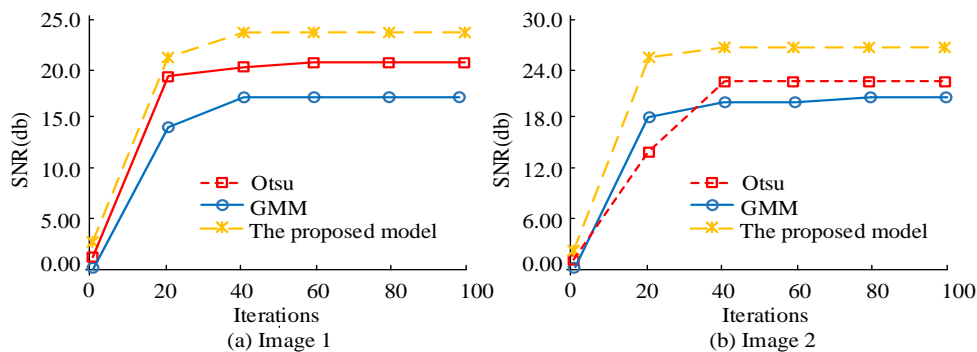 25.0
20.0
15.0
10.0
5.00
0.00
SNR(db)
Otsu
GMM
The proposed model
0 20 40 60 80 100
Iterations
(a) Image 1
30.0
24.0
18.0
12.0
6.00
0.00
SNR(db)
Otsu
GMM
The proposed model
0 20 40 60 80 100
Iterations
(b) Image 2